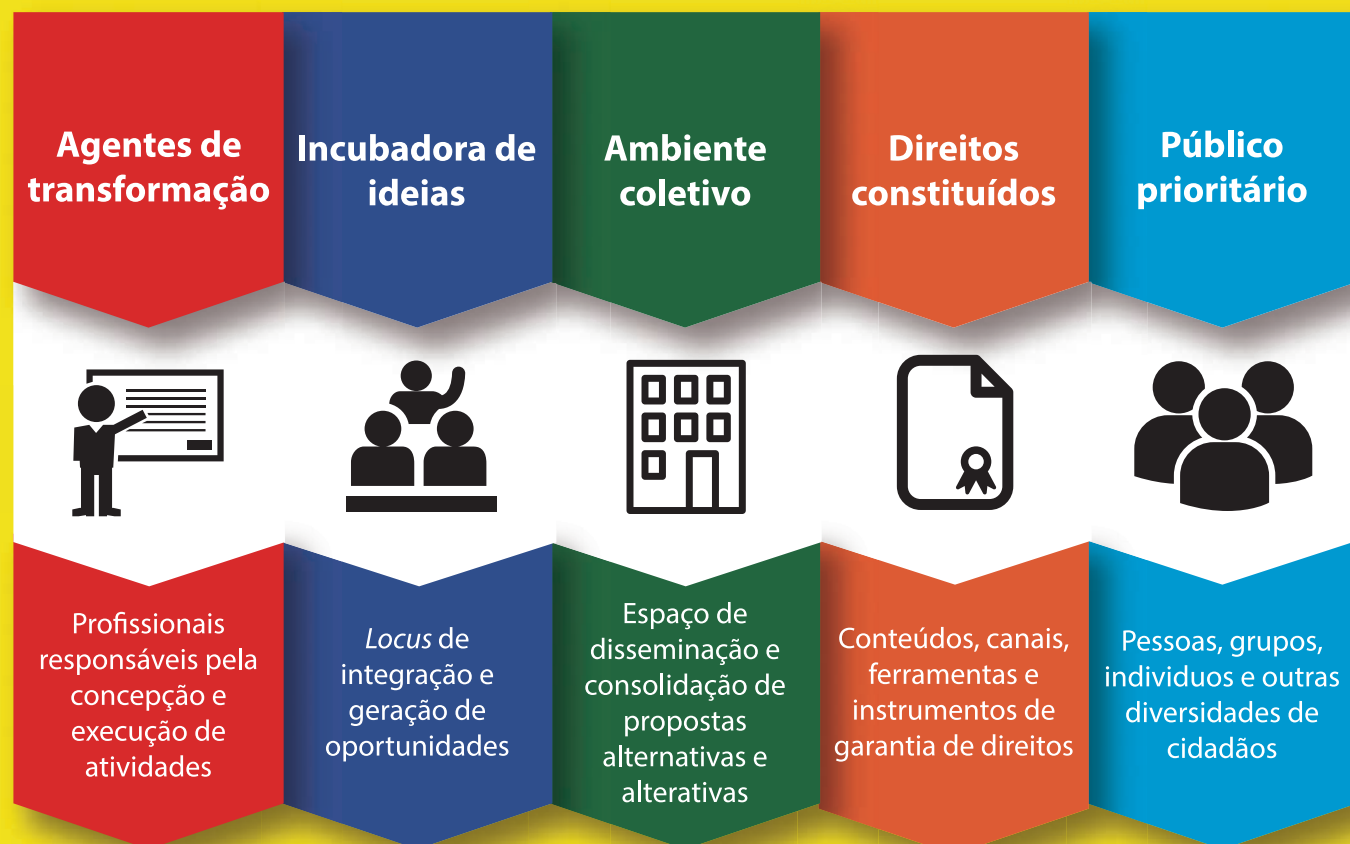 Agentes de
transformação
Incubadora de
ideias
Ambiente
coletivo
Direitos
constituídos
Público
prioritário
Profissionais
responsáveis pela
concepção e
execução de
atividades
Locus de
integração e
geração de
oportunidades
Espaço de
disseminação e
consolidação de
propostas
alternativas e
alterativas
Conteúdos, canais,
ferramentas e
instrumentos de
garantia de direitos
Pessoas, grupos,
individuos e outras
diversidades de
cidadãos